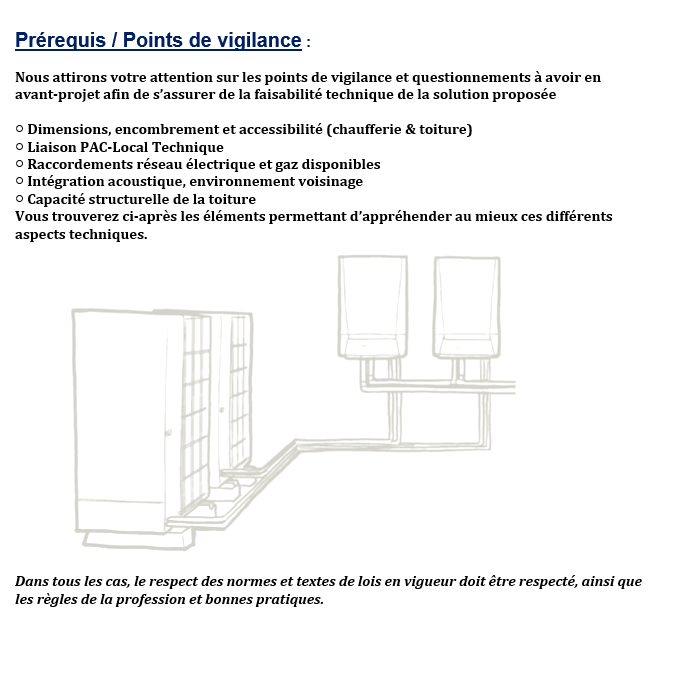 Prérequis / Points de vigilance :
Nous attirons votre attention sur les points de vigilance et questionnements à avoir en
avant-projet afin de s’assurer de la faisabilité technique de la solution proposée
○ Dimensions, encombrement et accessibilité (chaufferie & toiture)
○ Liaison PAC-Local Technique
○ Raccordements réseau électrique et gaz disponibles
○ Intégration acoustique, environnement voisinage
○ Capacité structurelle de la toiture
Vous trouverez ci-après les éléments permettant d’appréhender au mieux ces différents
aspects techniques.
Dans tous les cas, le respect des normes et textes de lois en vigueur doit être respecté, ainsi que
les règles de la profession et bonnes pratiques.